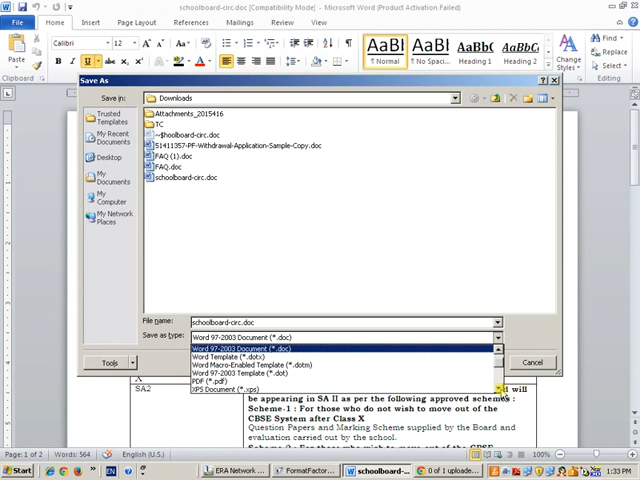 schoolboard-circ.doc [Compatibility Mode] - Microsoft Word (Product Activation Failed)
File Home Insert Page Layout References Mailings Review View
Calibri 12
Paste
Clipboard
AaBl AaBbC AaBb( AaBbC
Normal No Spaci... Heading 1 Heading 2
Change Styles
Find
Replace
Select
Editing
Save As
Save in: Downloads
Trusted Templates
My Recent Documents
Desktop
My Documents
My Computer
My Network Places
Attachments_2015416
TC
~$hoolboard-circ.doc
51411357-PF-Withdrawal-Application-Sample-Copy.doc
FAQ (1).doc
FAQ.doc
schoolboard-circ.doc
File name: schoolboard-circ.doc
Save as type: Word 97-2003 Document (*.doc)
Word 97-2003 Document (*.doc)
Word Template (*.dotx)
Word Macro-Enabled Template (*.dotm)
Word 97-2003 Template (*.dot)
PDF (*.pdf)
XPS Document (*.xps)
Tools
Cancel
X
SA2
will
be appearing in SA II as per the following approved schemes :
Scheme-1 : For those who do not wish to move out of the
CBSE System after Class X
Question Papers and Marking Scheme supplied by the Board and
evaluation carried out by the school.
Page: 1 of 2 Words: 564 English (U.S.) 100%
Start ERA Network ... FormatFactor... schoolboard-... 0 of 1 uploade... 1:33 PM